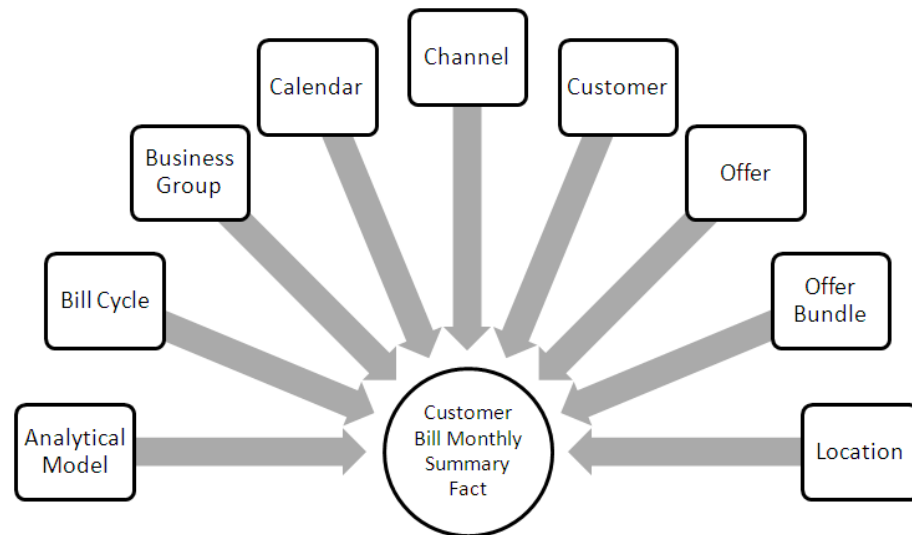 Channel
Calendar
Customer
Business
Group
Offer
Bill Cycle
Offer
Bundle
Analytical
Model
Customer
Bill Monthly
Summary
Fact
Location